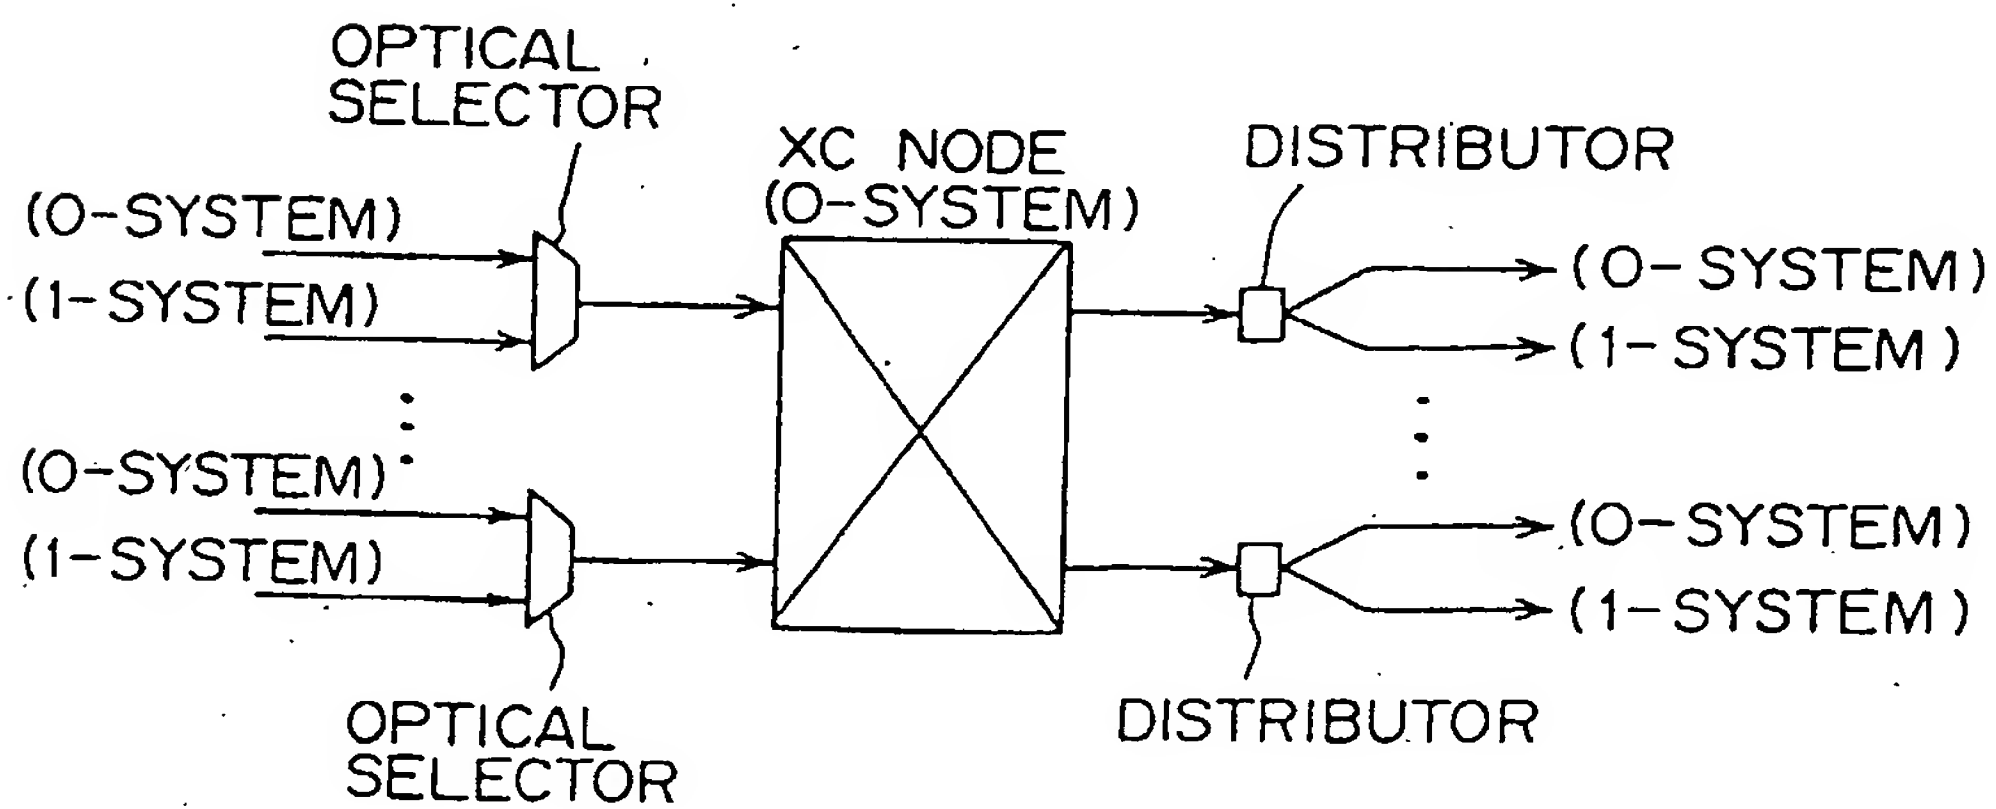 OPTICAL
SELECTOR
XC NODE
(0-SYSTEM)
DISTRIBUTOR
(0-SYSTEM)
(1-SYSTEM)
(0-SYSTEM)
(1-SYSTEM)
(0-SYSTEM)
(1-SYSTEM)
(0-SYSTEM)
(1-SYSTEM)
OPTICAL
SELECTOR
DISTRIBUTOR